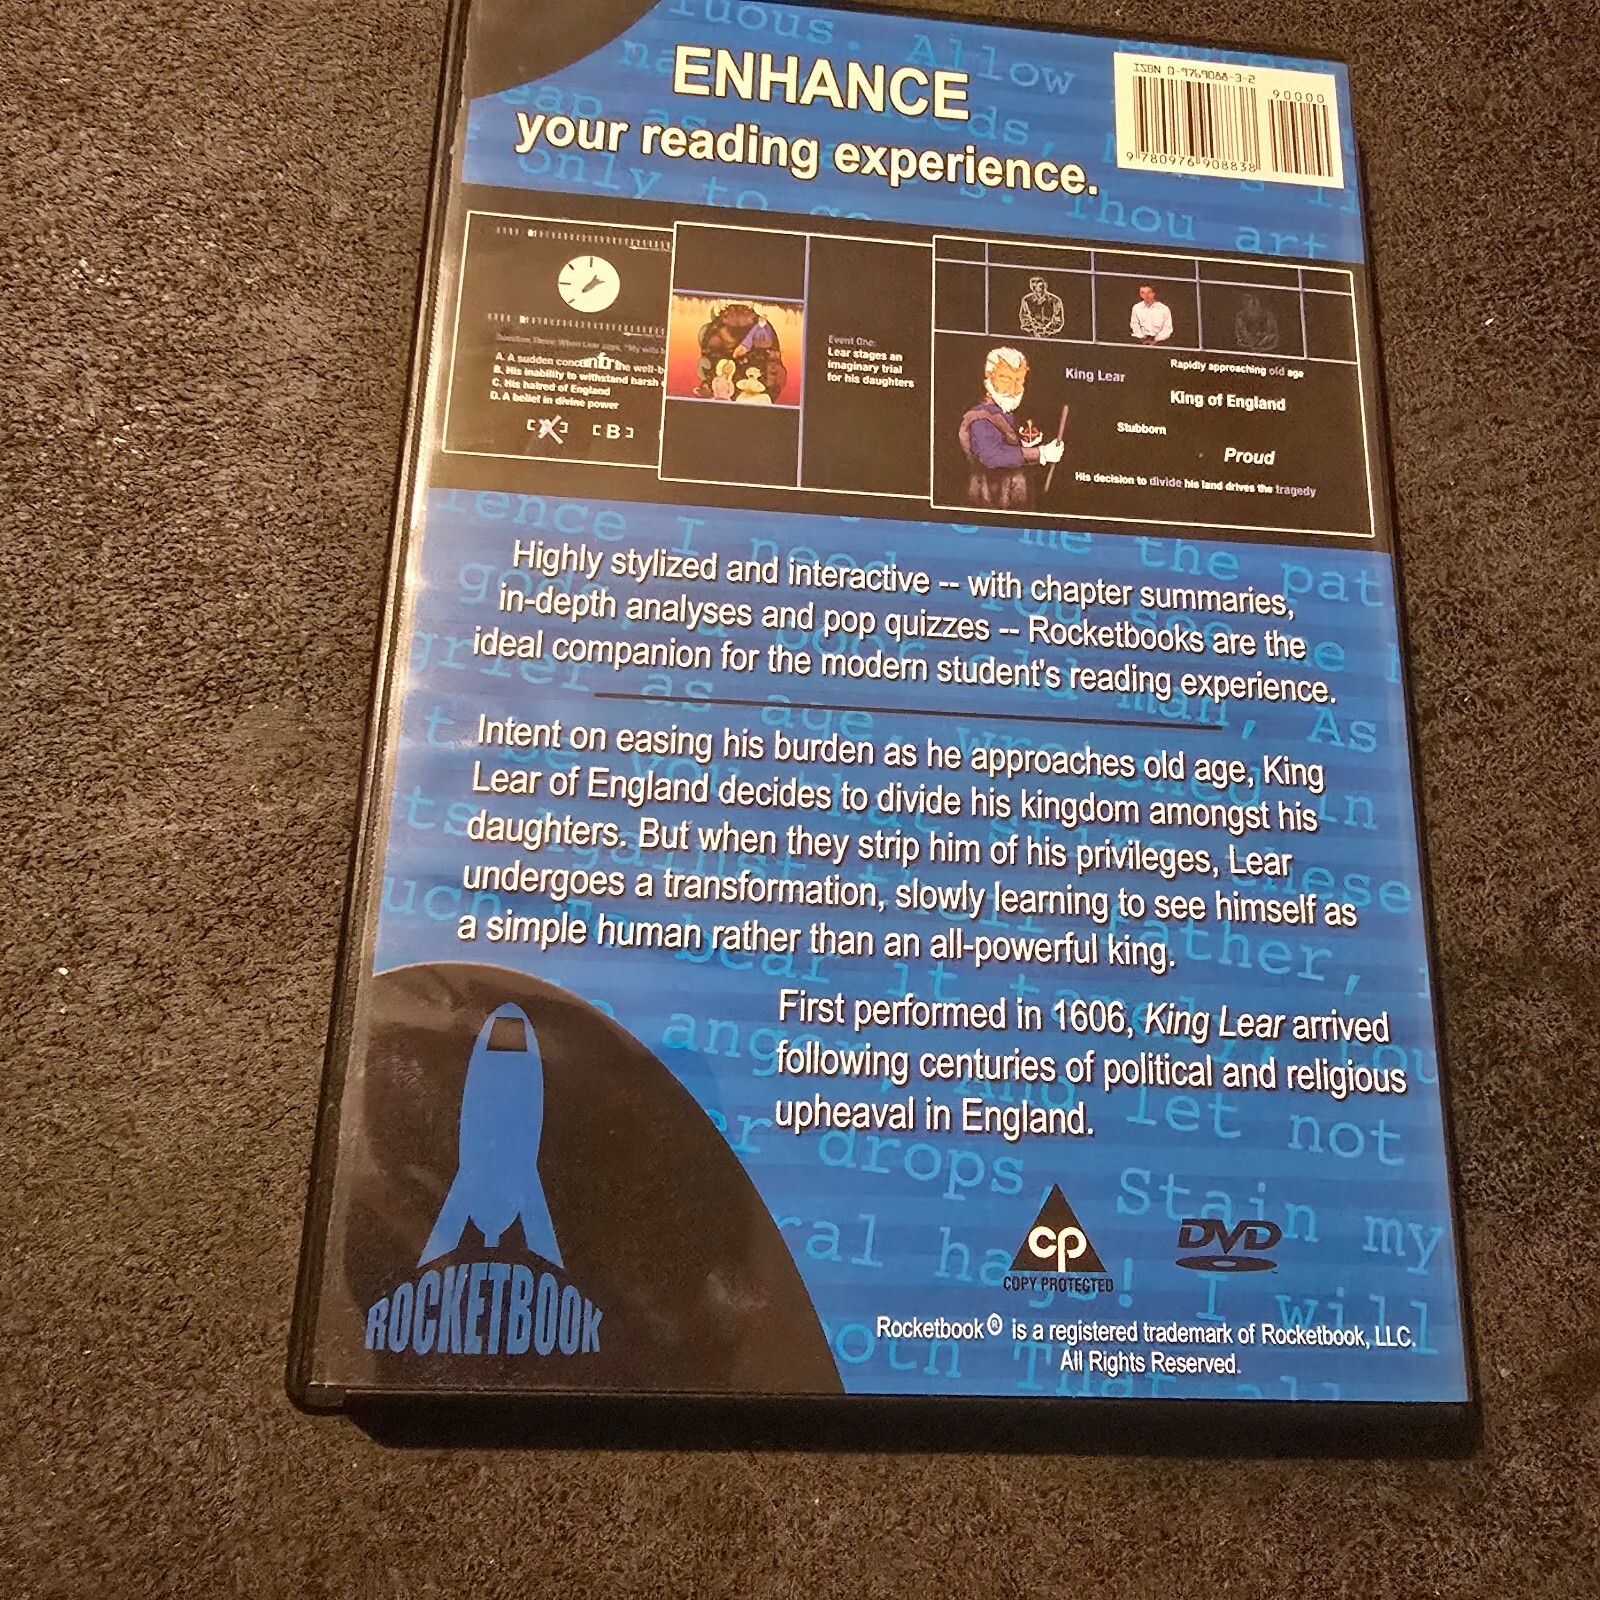 ENHANCE
your reading experience.
ISBN 0-9769088-3-2
90000
9 780976 908838
A. A sudden
the well-b
B. His inability to withstand harsh
C. His hatred of England
D. A belief in divine power
[A]
[B]
Event One:
Lear stages an
imaginary trial
for his daughters
King Lear
Rapidly approaching old age
King of England
Stubborn
Proud
His decision to divide his land drives the tragedy
Highly stylized and interactive -- with chapter summaries,
in-depth analyses and pop quizzes -- Rocketbooks are the
ideal companion for the modern student's reading experience.
Intent on easing his burden as he approaches old age, King
Lear of England decides to divide his kingdom amongst his
daughters. But when they strip him of his privileges, Lear
undergoes a transformation, slowly learning to see himself as
a simple human rather than an all-powerful king.
First performed in 1606, King Lear arrived
following centuries of political and religious
upheaval in England.
ROCKETBOOK
cp
COPY PROTECTED
DVD
Rocketbook® is a registered trademark of Rocketbook, LLC.
All Rights Reserved.